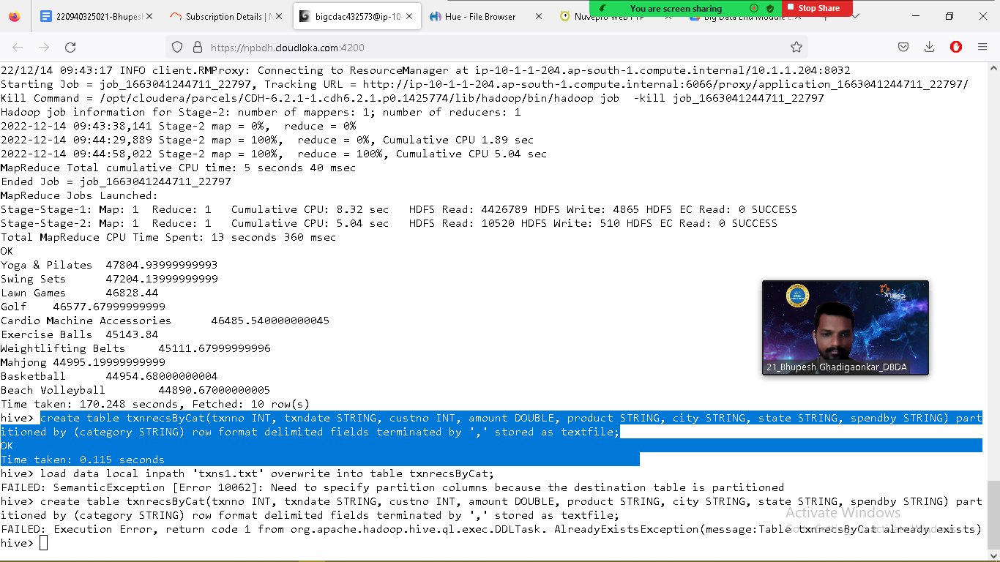 220940325021-Bhupesh
Subscription Details | N
bigcdac432573@ip-10-
Hue - File Browser
Nuvepro Web FTP
Big Data End Module E
You are screen sharing
Stop Share
https://npbdh.cloudloka.com:4200
22/12/14 09:43:17 INFO client.RMProxy: Connecting to ResourceManager at ip-10-1-1-204.ap-south-1.compute.internal/10.1.1.204:8032
Starting Job = job_1663041244711_22797, Tracking URL = http://ip-10-1-1-204.ap-south-1.compute.internal:6066/proxy/application_1663041244711_22797/
Kill Command = /opt/cloudera/parcels/CDH-6.2.1-1.cdh6.2.1.p0.1425774/lib/hadoop/bin/hadoop job  -kill job_1663041244711_22797
Hadoop job information for Stage-2: number of mappers: 1; number of reducers: 1
2022-12-14 09:43:38,141 Stage-2 map = 0%,  reduce = 0%
2022-12-14 09:44:29,889 Stage-2 map = 100%,  reduce = 0%, Cumulative CPU 1.89 sec
2022-12-14 09:44:58,022 Stage-2 map = 100%,  reduce = 100%, Cumulative CPU 5.04 sec
MapReduce Total cumulative CPU time: 5 seconds 40 msec
Ended Job = job_1663041244711_22797
MapReduce Jobs Launched:
Stage-Stage-1: Map: 1  Reduce: 1   Cumulative CPU: 8.32 sec   HDFS Read: 4426789 HDFS Write: 4865 HDFS EC Read: 0 SUCCESS
Stage-Stage-2: Map: 1  Reduce: 1   Cumulative CPU: 5.04 sec   HDFS Read: 10520 HDFS Write: 510 HDFS EC Read: 0 SUCCESS
Total MapReduce CPU Time Spent: 13 seconds 360 msec
OK
Yoga & Pilates  47804.93999999993
Swing Sets      47204.13999999999
Lawn Games      46828.44
Golf    46577.67999999999
Cardio Machine Accessories      46485.540000000045
Exercise Balls  45143.84
Weightlifting Belts     45111.67999999996
Mahjong 44995.19999999999
Basketball      44954.68000000004
Beach Volleyball        44890.67000000005
Time taken: 170.248 seconds, Fetched: 10 row(s)
hive> create table txnrecsByCat(txnno INT, txndate STRING, custno INT, amount DOUBLE, product STRING, city STRING, state STRING, spendby STRING) part
itioned by (category STRING) row format delimited fields terminated by ',' stored as textfile;
OK
Time taken: 0.115 seconds
hive> load data local inpath 'txns1.txt' overwrite into table txnrecsByCat;
FAILED: SemanticException [Error 10062]: Need to specify partition columns because the destination table is partitioned
hive> create table txnrecsByCat(txnno INT, txndate STRING, custno INT, amount DOUBLE, product STRING, city STRING, state STRING, spendby STRING) part
itioned by (category STRING) row format delimited fields terminated by ',' stored as textfile;
FAILED: Execution Error, return code 1 from org.apache.hadoop.hive.ql.exec.DDLTask. AlreadyExistsException(message:Table txnrecsByCat already exists)
hive>
21_Bhupesh Ghadigaonkar_DBDA
Activate Windows
Go to Settings to activate Windows.